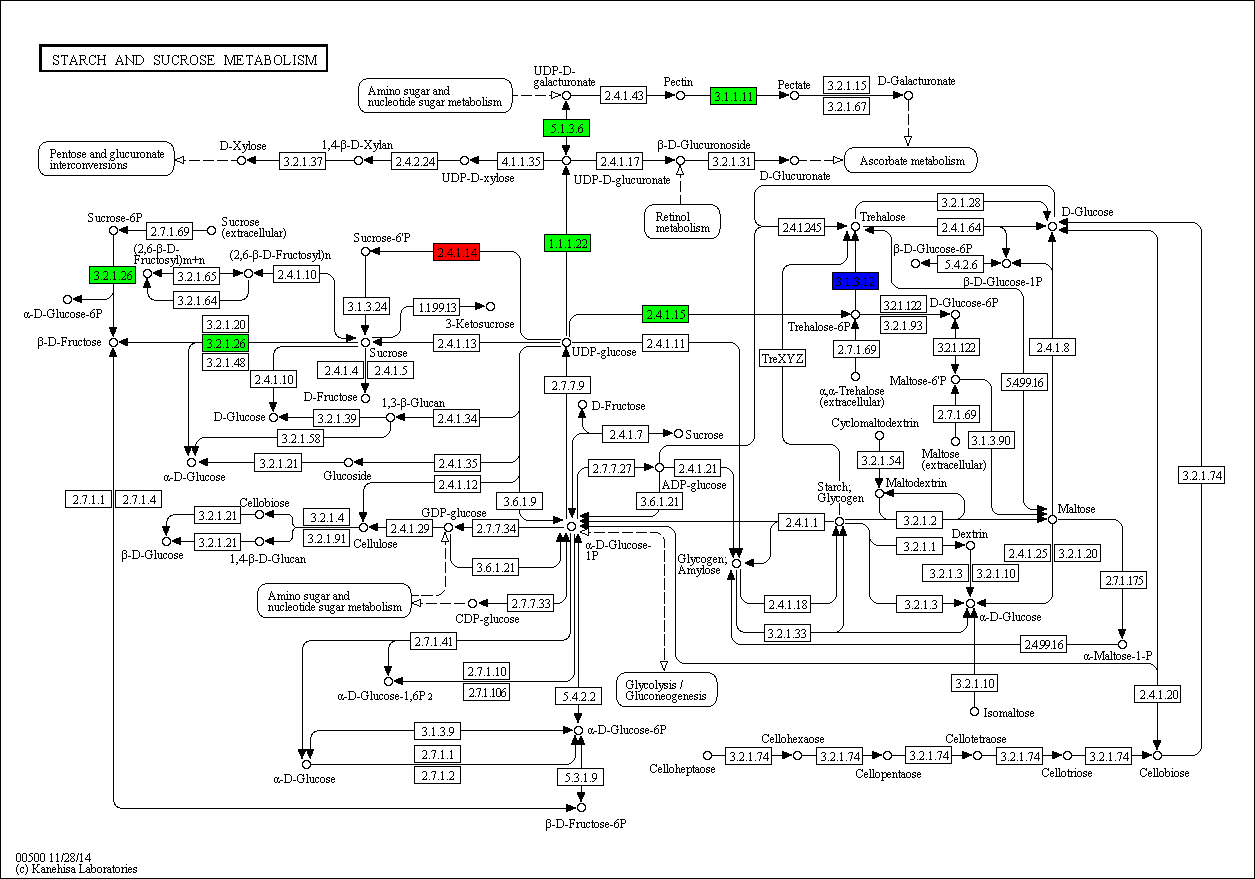 STARCH AND SUCROSE METABOLISM
UDP-D-
galacturonate
Amino sugar and
nucleotide sugar metabolism
2.4.1.43
Pectin
3.1.1.11
Pectate
3.2.1.15
3.2.1.67
D-Galacturonate
5.1.3.6
Pentose and glucuronate
interconversions
D-Xylose
3.2.1.37
1,4-β-D-Xylan
2.4.2.24
UDP-D-xylose
4.1.1.35
2.4.1.17
UDP-D-glucuronate
β-D-Glucuronoside
3.2.1.31
D-Glucuronate
Ascorbate metabolism
Retinol
metabolism
Sucrose-6P
2.7.1.69
Sucrose
(extracellular)
(2,6-β-D-
Fructosyl)m+n
(2,6-β-D-Fructosyl)n
3.2.1.26
3.2.1.65
3.2.1.64
2.4.1.10
Sucrose-6'P
2.4.1.14
1.1.1.22
2.4.1.245
Trehalose
3.2.1.28
2.4.1.64
D-Glucose
β-D-Glucose-6P
5.4.2.6
β-D-Glucose-1P
α-D-Glucose-6P
3.1.3.24
1.1.99.13
3-Ketosucrose
2.4.1.15
Trehalose-6P
3.2.1.122
3.2.1.93
D-Glucose-6P
β-D-Fructose
3.2.1.20
3.2.1.26
3.2.1.48
Sucrose
2.4.1.13
UDP-glucose
2.4.1.11
TreXYZ
2.7.1.69
3.2.1.122
2.4.1.8
2.4.1.10
2.4.1.4
2.4.1.5
D-Fructose
2.7.7.9
α,α-Trehalose
(extracellular)
Maltose-6'P
5.4.99.16
D-Glucose
3.2.1.39
1,3-β-Glucan
2.4.1.34
D-Fructose
2.7.1.69
3.2.1.58
2.4.1.7
Sucrose
Cyclomaltodextrin
3.1.3.90
Maltose
(extracellular)
α-D-Glucose
3.2.1.21
Glucoside
2.4.1.35
2.4.1.12
2.7.7.27
2.4.1.21
ADP-glucose
3.2.1.54
Maltodextrin
3.2.1.74
2.7.1.1
2.7.1.4
3.6.1.9
3.6.1.21
Starch;
Glycogen
Cellobiose
3.2.1.21
3.2.1.4
GDP-glucose
2.4.1.1
3.2.1.2
Maltose
β-D-Glucose
3.2.1.21
1,4-β-D-Glucan
3.2.1.91
Cellulose
2.4.1.29
2.7.7.34
α-D-Glucose-
1P
Glycogen;
Amylose
3.2.1.1
Dextrin
2.4.1.25
3.2.1.20
3.6.1.21
3.2.1.3
3.2.1.10
2.7.1.175
Amino sugar and
nucleotide sugar metabolism
CDP-glucose
2.7.7.33
2.4.1.18
3.2.1.3
α-D-Glucose
3.2.1.33
2.7.1.41
2.4.99.16
α-Maltose-1-P
2.7.1.10
2.7.1.106
α-D-Glucose-1,6P2
Glycolysis /
Gluconeogenesis
3.2.1.10
5.4.2.2
2.4.1.20
Isomaltose
3.1.3.9
α-D-Glucose-6P
2.7.1.1
2.7.1.2
α-D-Glucose
5.3.1.9
Celloheptaose
3.2.1.74
Cellohexaose
3.2.1.74
Cellopentaose
3.2.1.74
Cellotetraose
3.2.1.74
Cellotriose
3.2.1.74
Cellobiose
β-D-Fructose-6P
00500 11/28/14
(c) Kanehisa Laboratories